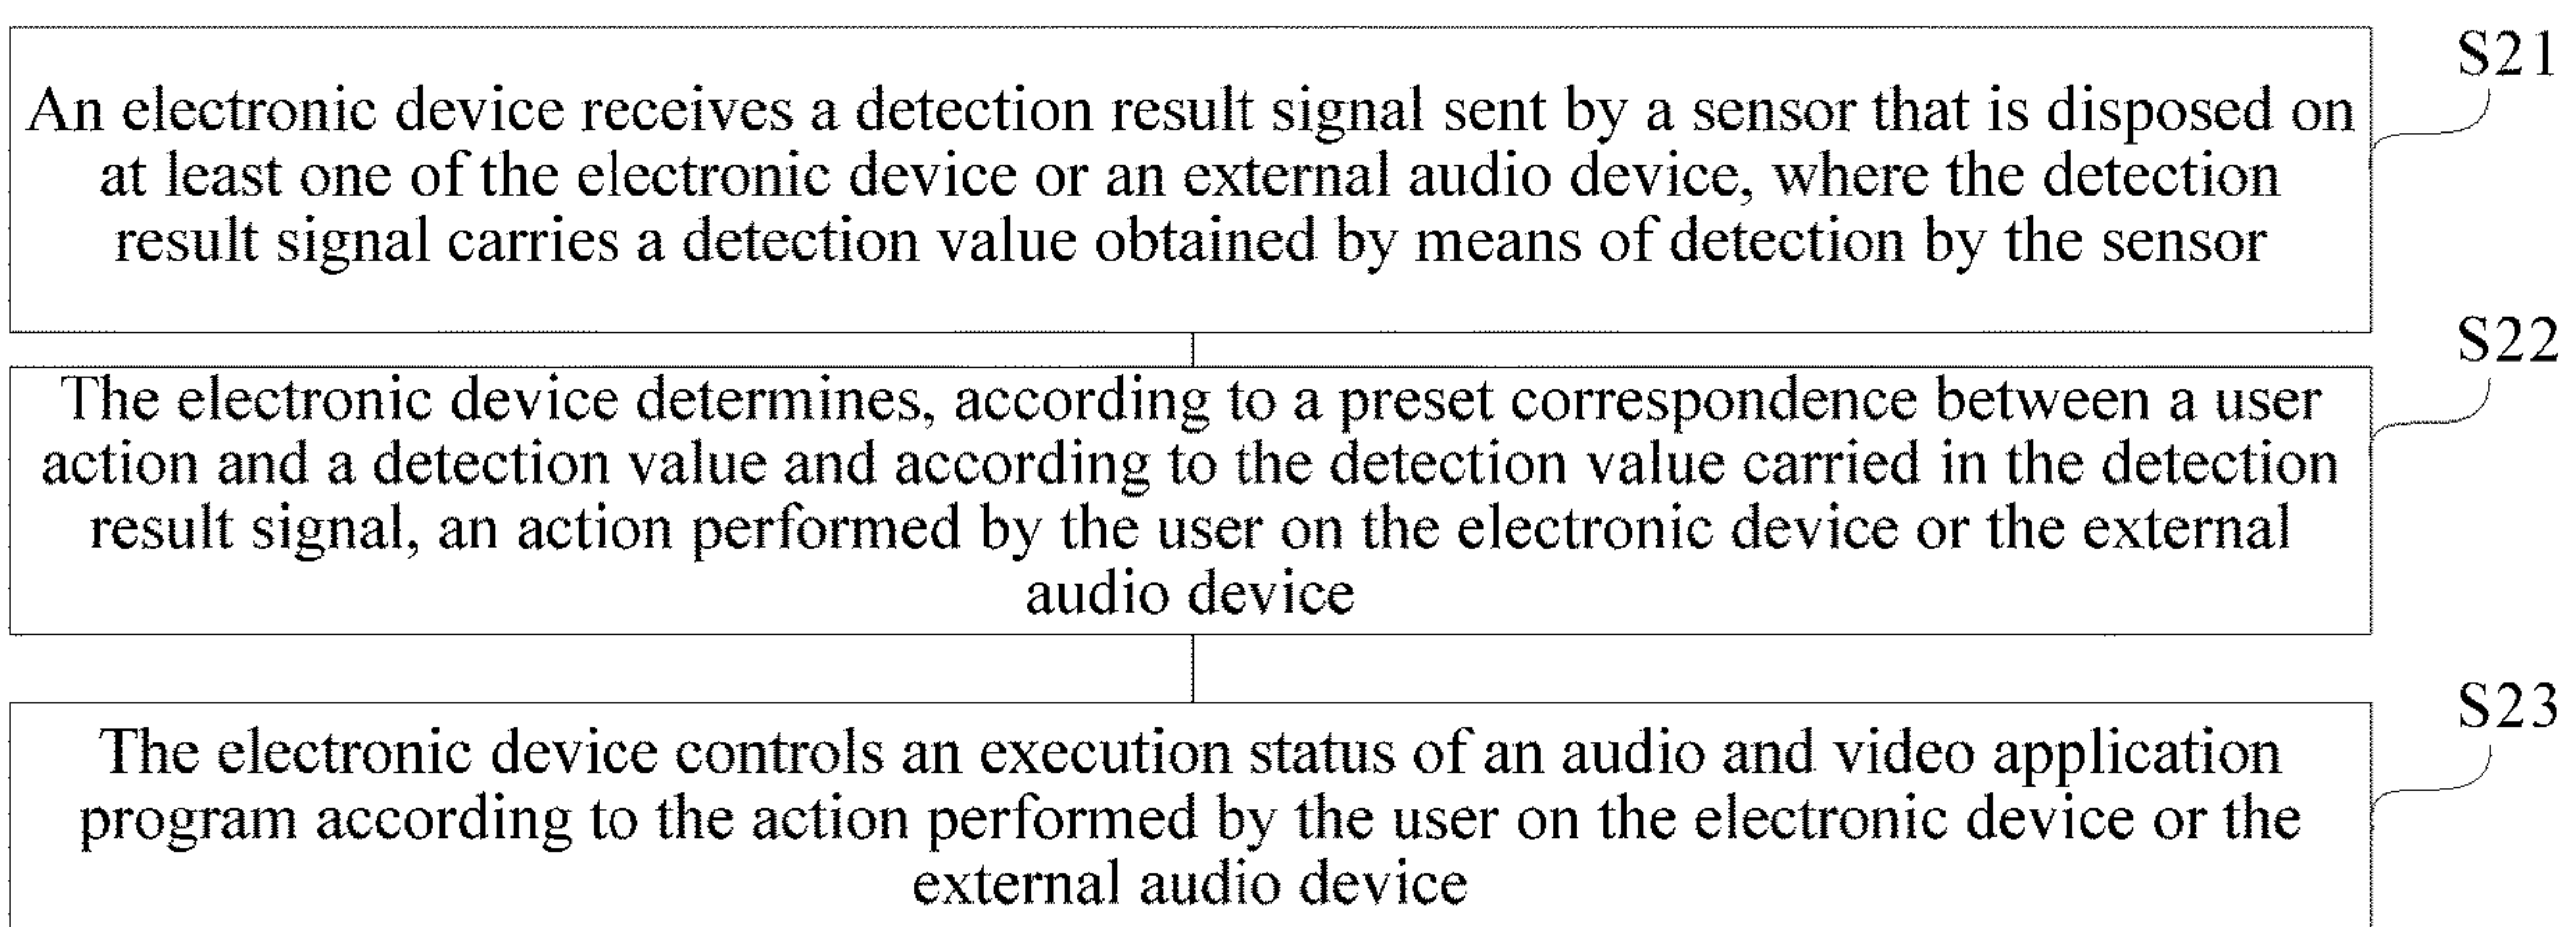 S21
An electronic device receives a detection result signal sent by a sensor that is disposed on
at least one of the electronic device or an external audio device, where the detection
result signal carries a detection value obtained by means of detection by the sensor
S22
The electronic device determines, according to a preset correspondence between a user
action and a detection value and according to the detection value carried in the detection
result signal, an action performed by the user on the electronic device or the external
audio device
S23
The electronic device controls an execution status of an audio and video application
program according to the action performed by the user on the electronic device or the
external audio device